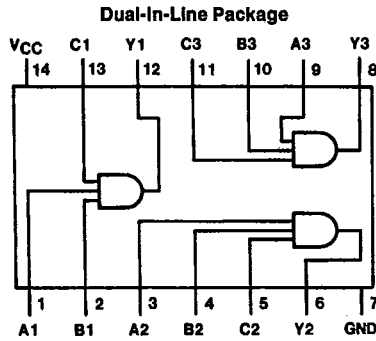 Dual-In-Line Package
VCC C1 Y1 C3 B3 A3 Y3
14 13 12 11 10 9 8
1 2 3 4 5 6 7
A1 B1 A2 B2 C2 Y2 GND